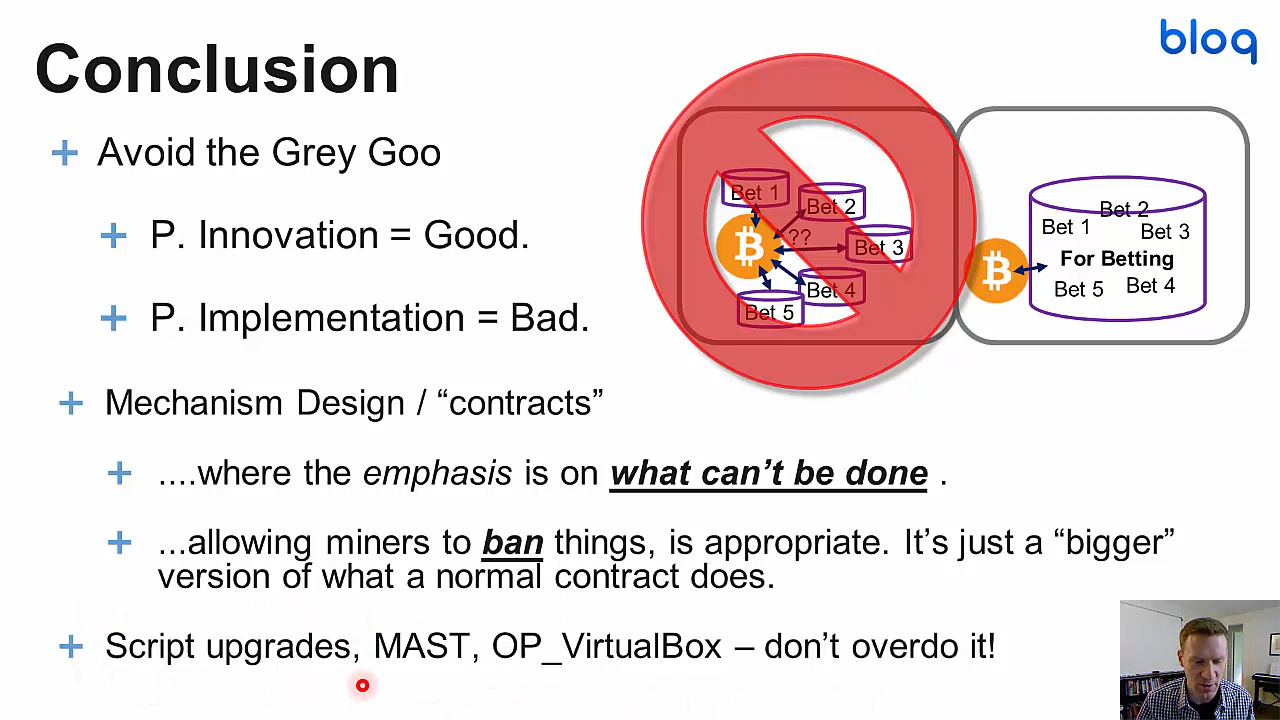 bloq
Conclusion
Avoid the Grey Goo
P. Innovation = Good.
P. Implementation = Bad.
Bet 1
Bet 2
??
Bet 3
Bet 4
Bet 5
Bet 2
Bet 1
Bet 3
For Betting
Bet 5
Bet 4
Mechanism Design / “contracts”
....where the emphasis is on what can’t be done .
...allowing miners to ban things, is appropriate. It’s just a “bigger”
version of what a normal contract does.
Script upgrades, MAST, OP_VirtualBox – don’t overdo it!